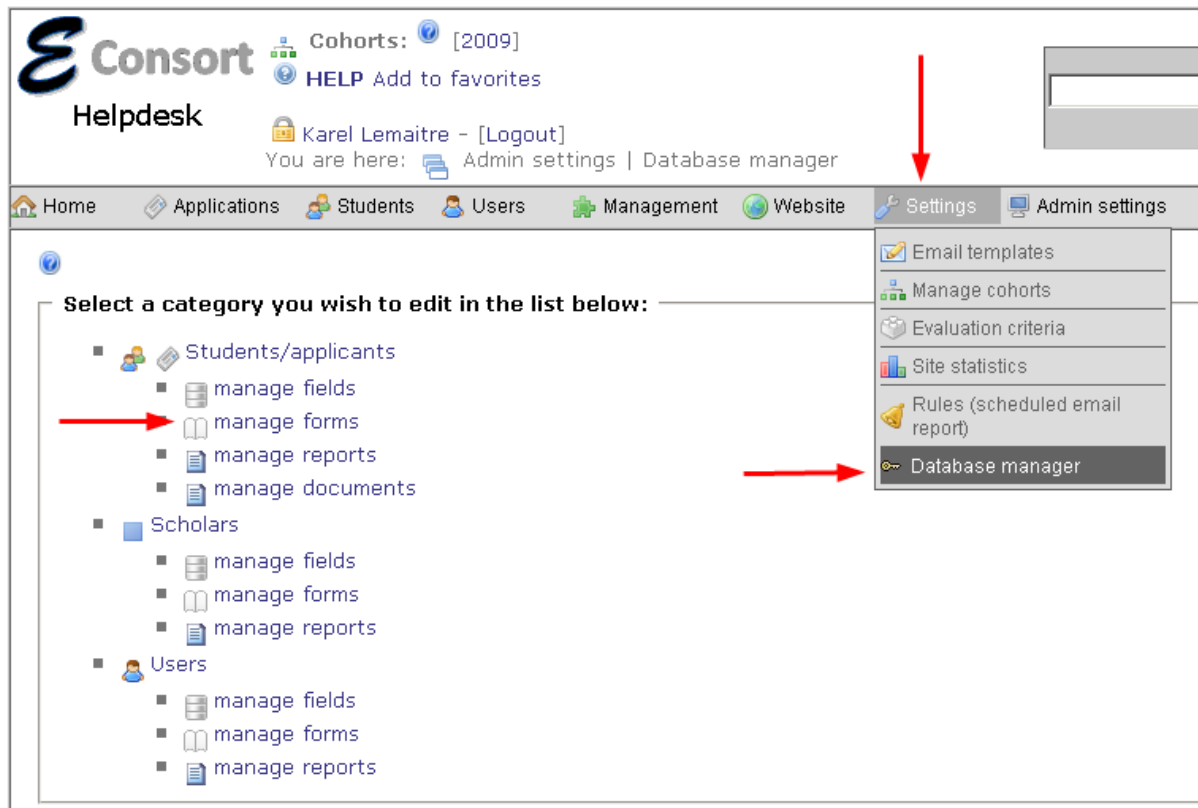 E Consort
Helpdesk
Cohorts: [2009]
HELP Add to favorites
Karel Lemaitre - [Logout]
You are here: Admin settings | Database manager
Home Applications Students Users Management Website Settings Admin settings
Email templates
Manage cohorts
Evaluation criteria
Site statistics
Rules (scheduled email
report)
Database manager
Select a category you wish to edit in the list below:
Students/applicants
manage fields
manage forms
manage reports
manage documents
Scholars
manage fields
manage forms
manage reports
Users
manage fields
manage forms
manage reports